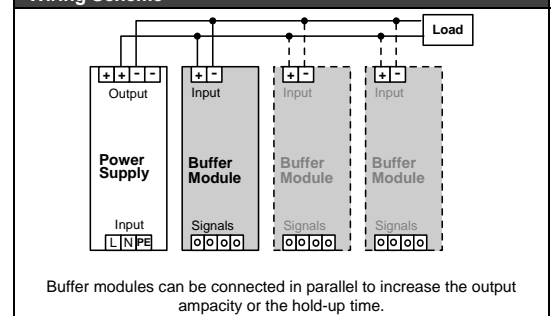 Wiring Scheme
Load
+ + - -
+ -
+ -
+ -
Output
Input
Input
Input
Power
Supply
Buffer
Module
Buffer
Module
Buffer
Module
Input
Signals
Signals
Signals
L N PE
Buffer modules can be connected in parallel to increase the output
ampacity or the hold-up time.